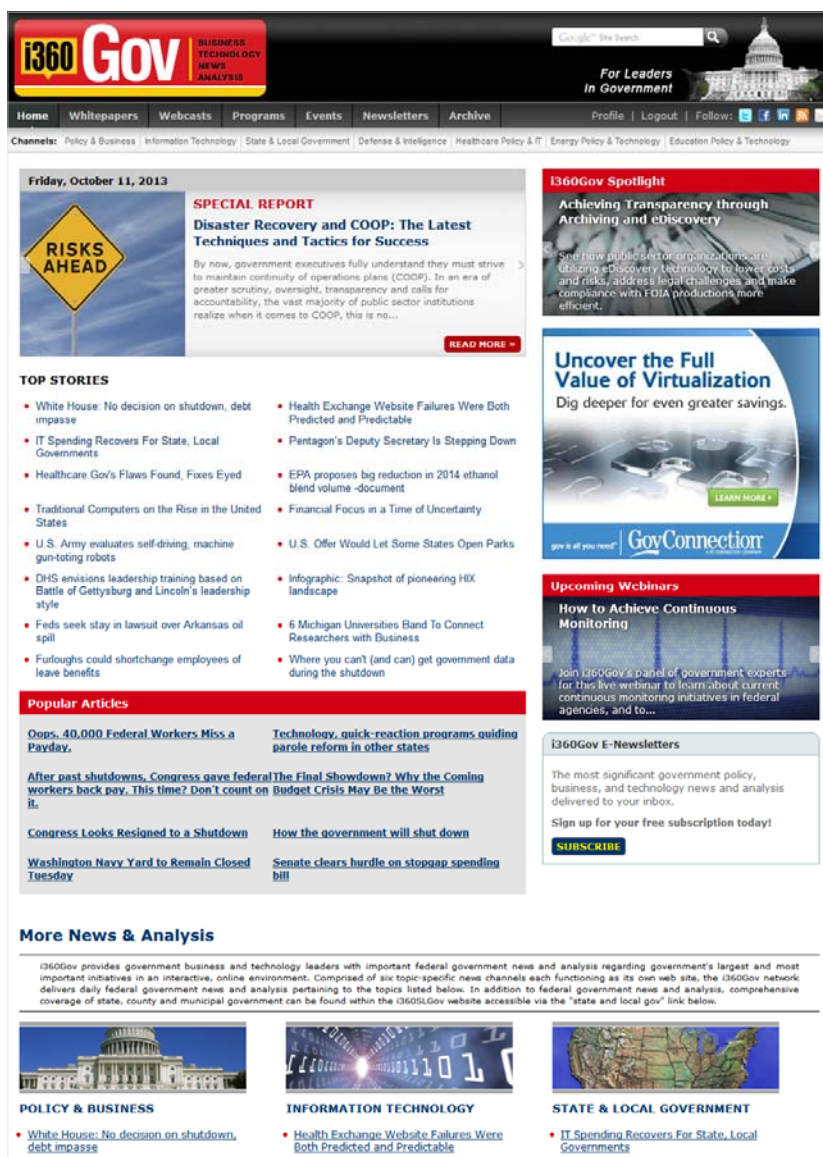 i360 Gov BUSINESS
TECHNOLOGY
NEWS
ANALYSIS
Google™ Site Search
For Leaders
in Government
Home Whitepapers Webcasts Programs Events Newsletters Archive Profile | Logout | Follow:
Channels: Policy & Business | Information Technology | State & Local Government | Defense & Intelligence | Healthcare Policy & IT | Energy Policy & Technology | Education Policy & Technology
Friday, October 11, 2013
RISKS
AHEAD
SPECIAL REPORT
Disaster Recovery and COOP: The Latest
Techniques and Tactics for Success
By now, government executives fully understand they must strive
to maintain continuity of operations plans (COOP). In an era of
greater scrutiny, oversight, transparency and calls for
accountability, the vast majority of public sector institutions
realize when it comes to COOP, this is no...
READ MORE »
TOP STORIES
White House: No decision on shutdown, debt
impasse
IT Spending Recovers For State, Local
Governments
Healthcare.Gov's Flaws Found, Fixes Eyed
Traditional Computers on the Rise in the United
States
U.S. Army evaluates self-driving, machine
gun-toting robots
DHS envisions leadership training based on
Battle of Gettysburg and Lincoln's leadership
style
Feds seek stay in lawsuit over Arkansas oil
spill
Furloughs could shortchange employees of
leave benefits
Health Exchange Website Failures Were Both
Predicted and Predictable
Pentagon's Deputy Secretary Is Stepping Down
EPA proposes big reduction in 2014 ethanol
blend volume -document
Financial Focus in a Time of Uncertainty
U.S. Offer Would Let Some States Open Parks
Infographic: Snapshot of pioneering HIX
landscape
6 Michigan Universities Band To Connect
Researchers with Business
Where you can't (and can) get government data
during the shutdown
Popular Articles
Oops. 40,000 Federal Workers Miss a
Payday.
After past shutdowns, Congress gave federal
workers back pay. This time? Don't count on
it.
Congress Looks Resigned to a Shutdown
Washington Navy Yard to Remain Closed
Tuesday
Technology, quick-reaction programs guiding
parole reform in other states
The Final Showdown? Why the Coming
Budget Crisis May Be the Worst
How the government will shut down
Senate clears hurdle on stopgap spending
bill
i360Gov Spotlight
Achieving Transparency through
Archiving and eDiscovery
See how public sector organizations are
utilizing eDiscovery technology to lower costs
and risks, address legal challenges and make
compliance with FOIA productions more
efficient.
Uncover the Full
Value of Virtualization
Dig deeper for even greater savings.
LEARN MORE
gov is all you need™ GovConnection
Upcoming Webinars
How to Achieve Continuous
Monitoring
Join i360Gov's panel of government experts
for this live webinar to learn about current
continuous monitoring initiatives in federal
agencies, and to...
i360Gov E-Newsletters
The most significant government policy,
business, and technology news and analysis
delivered to your inbox.
Sign up for your free subscription today!
SUBSCRIBE
More News & Analysis
i360Gov provides government business and technology leaders with important federal government news and analysis regarding government's largest and most
important initiatives in an interactive, online environment. Comprised of six topic-specific news channels each functioning as its own web site, the i360Gov network
delivers daily federal government news and analysis pertaining to the topics listed below. In addition to federal government news and analysis, comprehensive
coverage of state, county and municipal government can be found within the i360SLGov website accessible via the "state and local gov" link below.
POLICY & BUSINESS
White House: No decision on shutdown,
debt impasse
INFORMATION TECHNOLOGY
Health Exchange Website Failures Were
Both Predicted and Predictable
STATE & LOCAL GOVERNMENT
IT Spending Recovers For State, Local
Governments